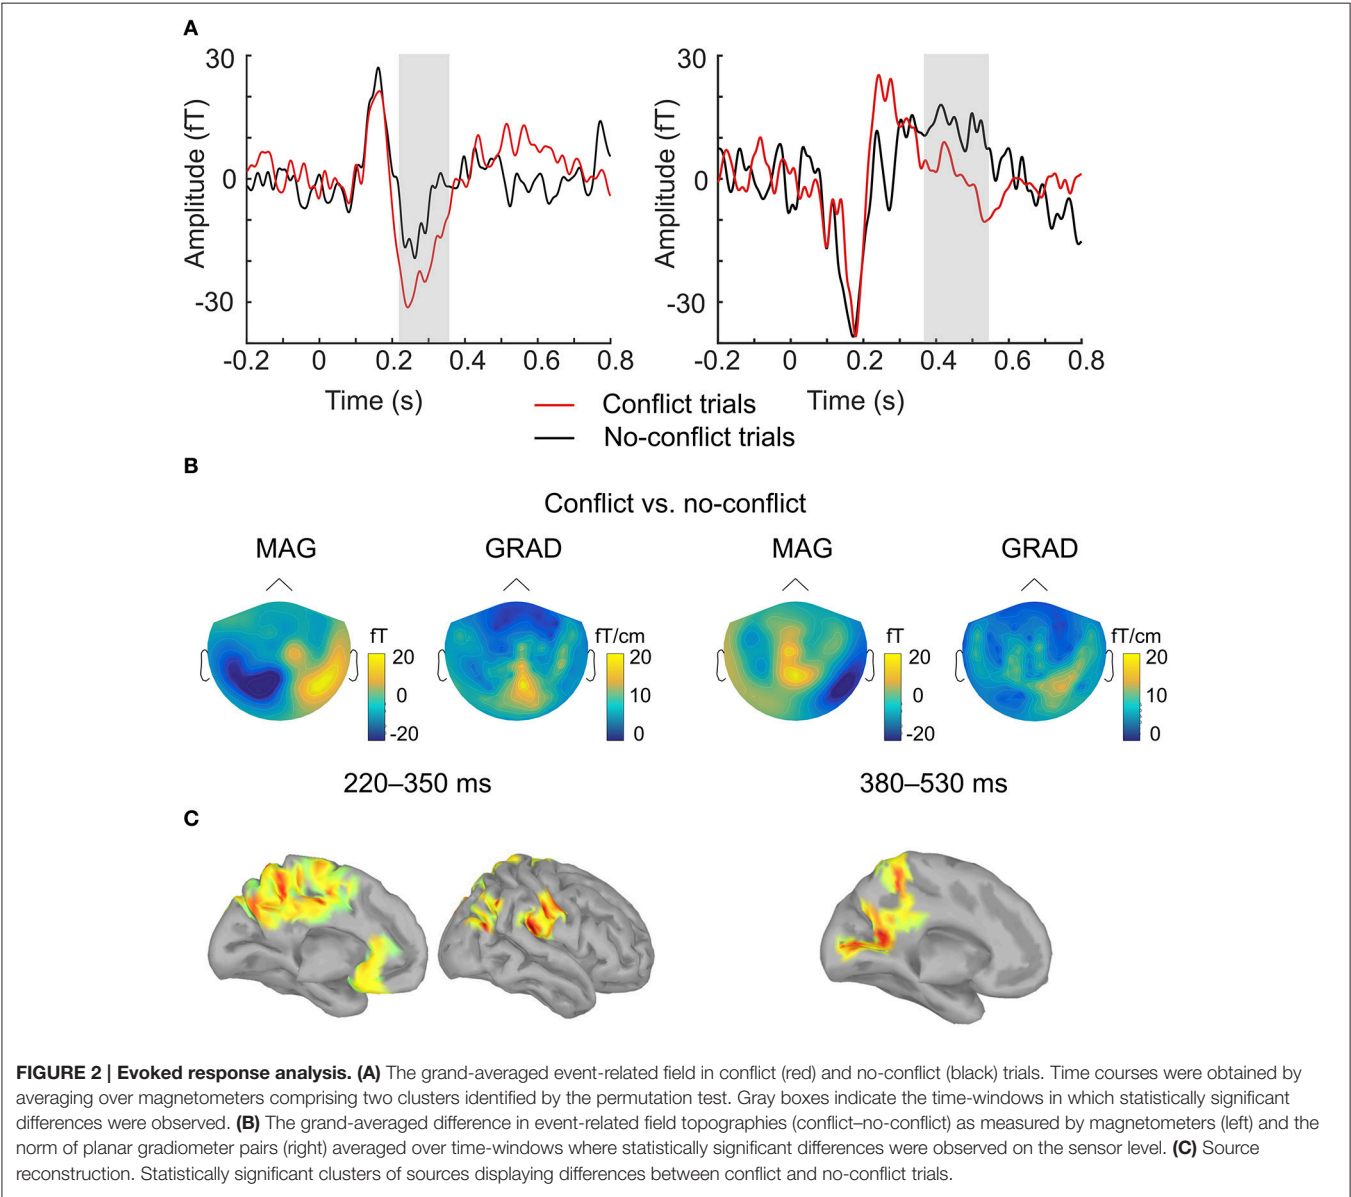 A
30
0
-30
Amplitude (fT)
-0.2 0 0.2 0.4 0.6 0.8
Time (s)
30
0
-30
Amplitude (fT)
-0.2 0 0.2 0.4 0.6 0.8
Time (s)
Conflict trials
No-conflict trials
B
Conflict vs. no-conflict
MAG GRAD MAG GRAD
fT fT/cm fT fT/cm
20 20 20 20
0 10 0 10
-20 0 -20 0
220–350 ms 380–530 ms
C
FIGURE 2 | Evoked response analysis. (A) The grand-averaged event-related field in conflict (red) and no-conflict (black) trials. Time courses were obtained by
averaging over magnetometers comprising two clusters identified by the permutation test. Gray boxes indicate the time-windows in which statistically significant
differences were observed. (B) The grand-averaged difference in event-related field topographies (conflict–no-conflict) as measured by magnetometers (left) and the
norm of planar gradiometer pairs (right) averaged over time-windows where statistically significant differences were observed on the sensor level. (C) Source
reconstruction. Statistically significant clusters of sources displaying differences between conflict and no-conflict trials.